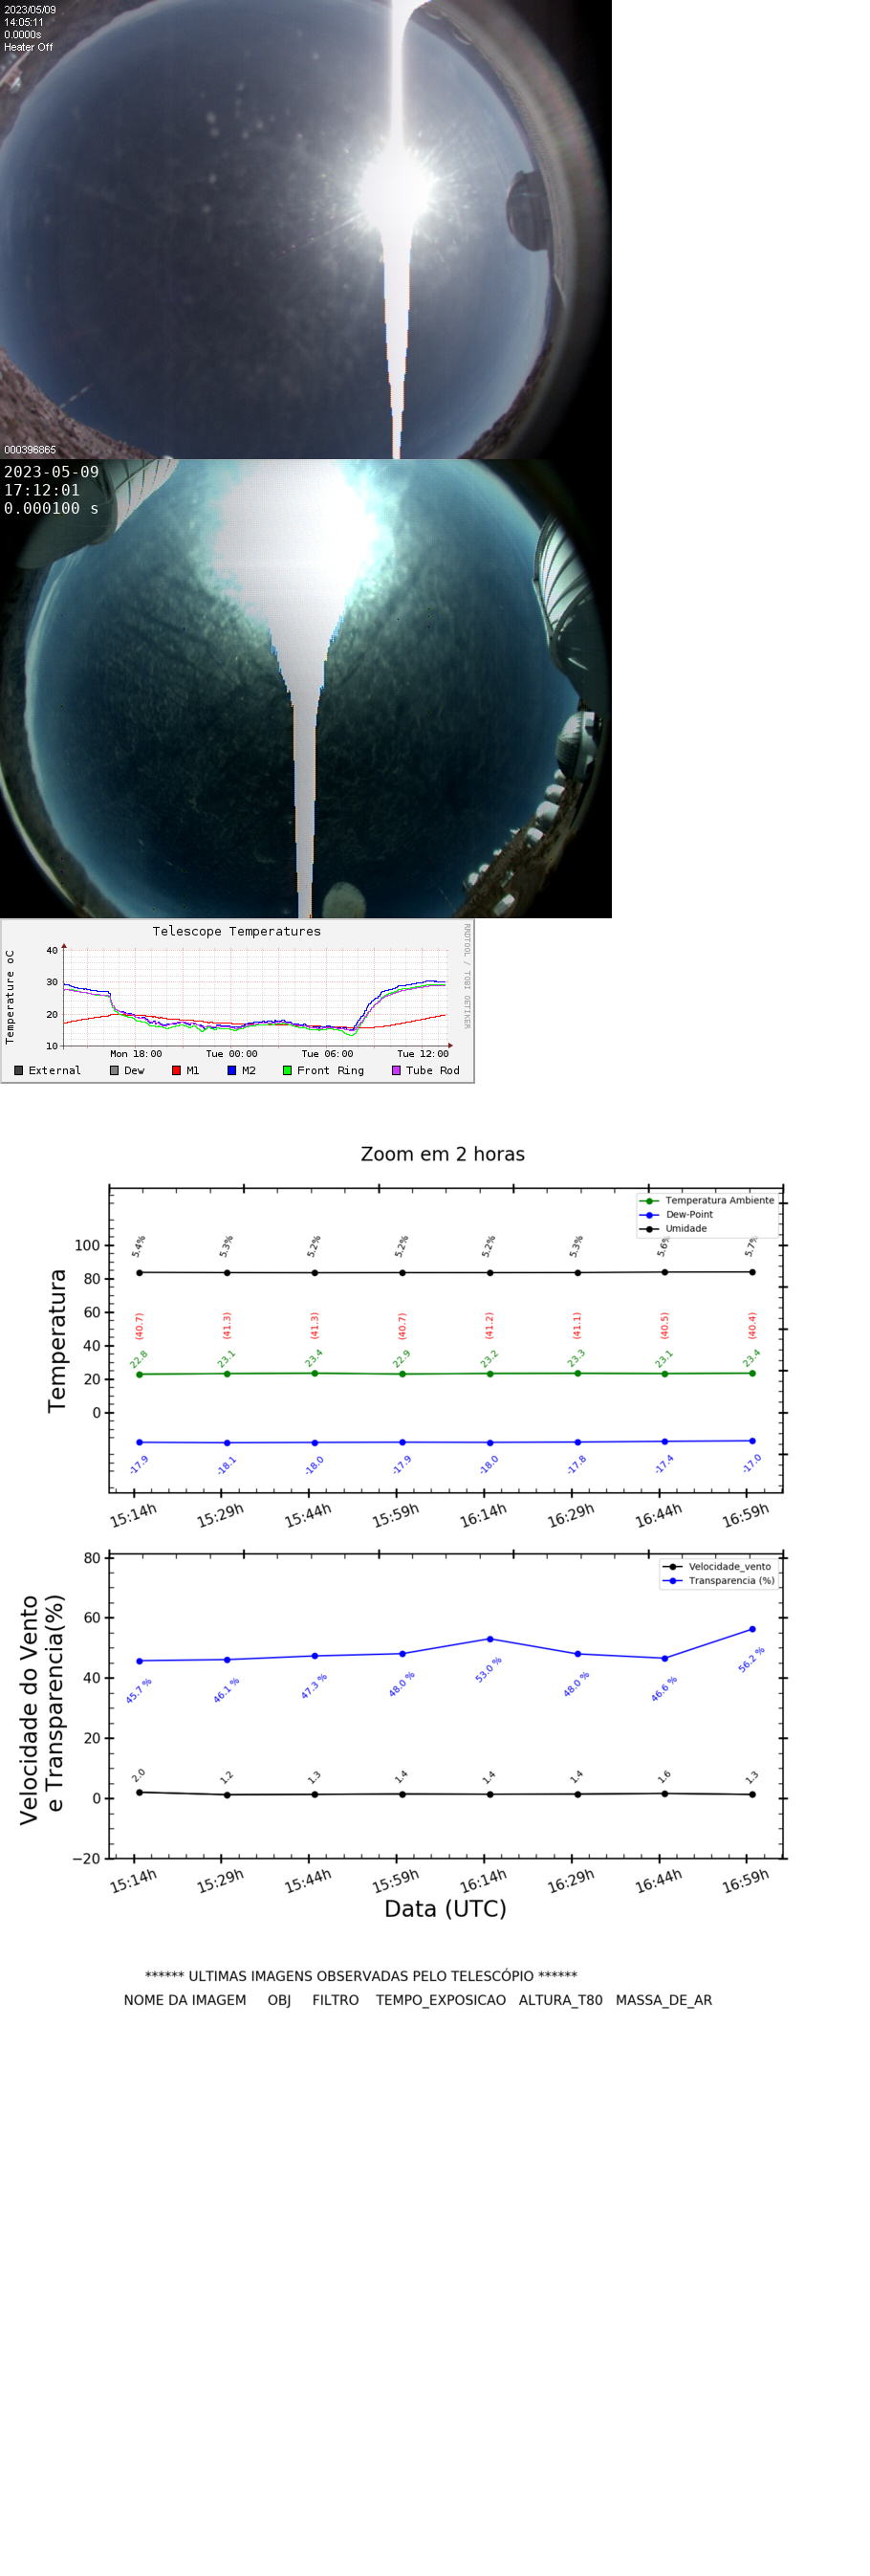 2023/05/09
14:05:11
0.0000s
Heater Off
000396865
2023-05-09
17:12:01
0.000100 s
Telescope Temperatures
RRDTOOL / TOBI OETIKER
Temperature oC
40
30
20
10
Mon 18:00 Tue 00:00 Tue 06:00 Tue 12:00
External Dew M1 M2 Front Ring Tube Rod
Zoom em 2 horas
Temperatura Ambiente
Dew-Point
Umidade
Temperatura
100
80
60
40
20
0
5.4% 5.3% 5.2% 5.2% 5.2% 5.3% 5.6% 5.7%
(40.7) (41.3) (41.3) (40.7) (41.2) (41.1) (40.5) (40.4)
22.8 23.1 23.4 22.9 23.2 23.3 23.1 23.4
-17.9 -18.1 -18.0 -17.9 -18.0 -17.8 -17.4 -17.0
15:14h 15:29h 15:44h 15:59h 16:14h 16:29h 16:44h 16:59h
Velocidade_vento
Transparencia (%)
Velocidade do Vento
e Transparencia(%)
80
60
40
20
0
−20
45.7 % 46.1 % 47.3 % 48.0 % 53.0 % 48.0 % 46.6 % 56.2 %
2.0 1.2 1.3 1.4 1.4 1.4 1.6 1.3
15:14h 15:29h 15:44h 15:59h 16:14h 16:29h 16:44h 16:59h
Data (UTC)
****** ULTIMAS IMAGENS OBSERVADAS PELO TELESCÓPIO ******
NOME DA IMAGEM OBJ FILTRO TEMPO_EXPOSICAO ALTURA_T80 MASSA_DE_AR